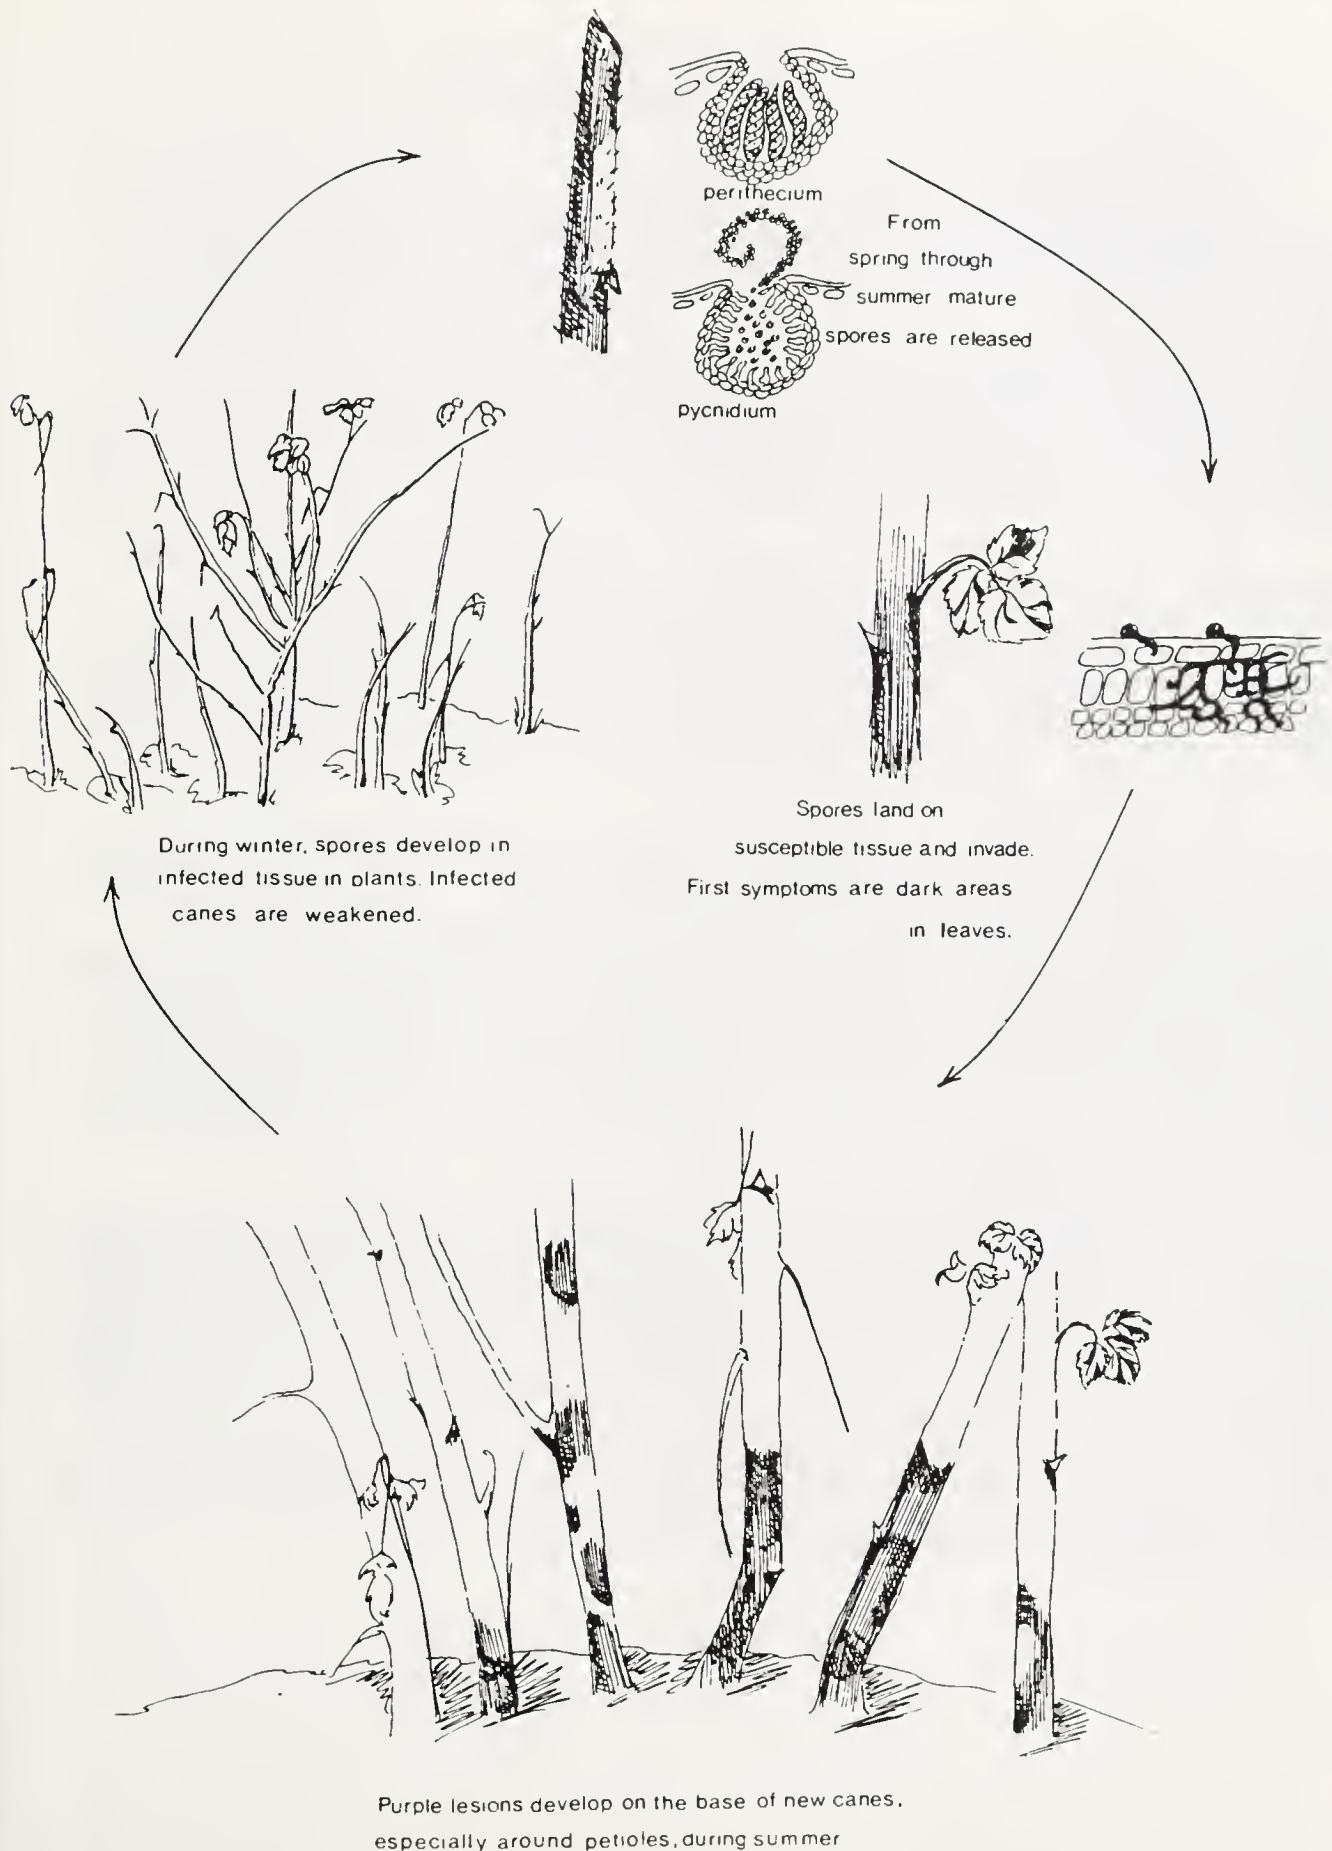 perithecium
From
spring through
summer mature
spores are released
pycnidium
Spores land on
susceptible tissue and invade.
First symptoms are dark areas
in leaves.
During winter, spores develop in
infected tissue in plants. Infected
canes are weakened.
Purple lesions develop on the base of new canes,
especially around petioles, during summer